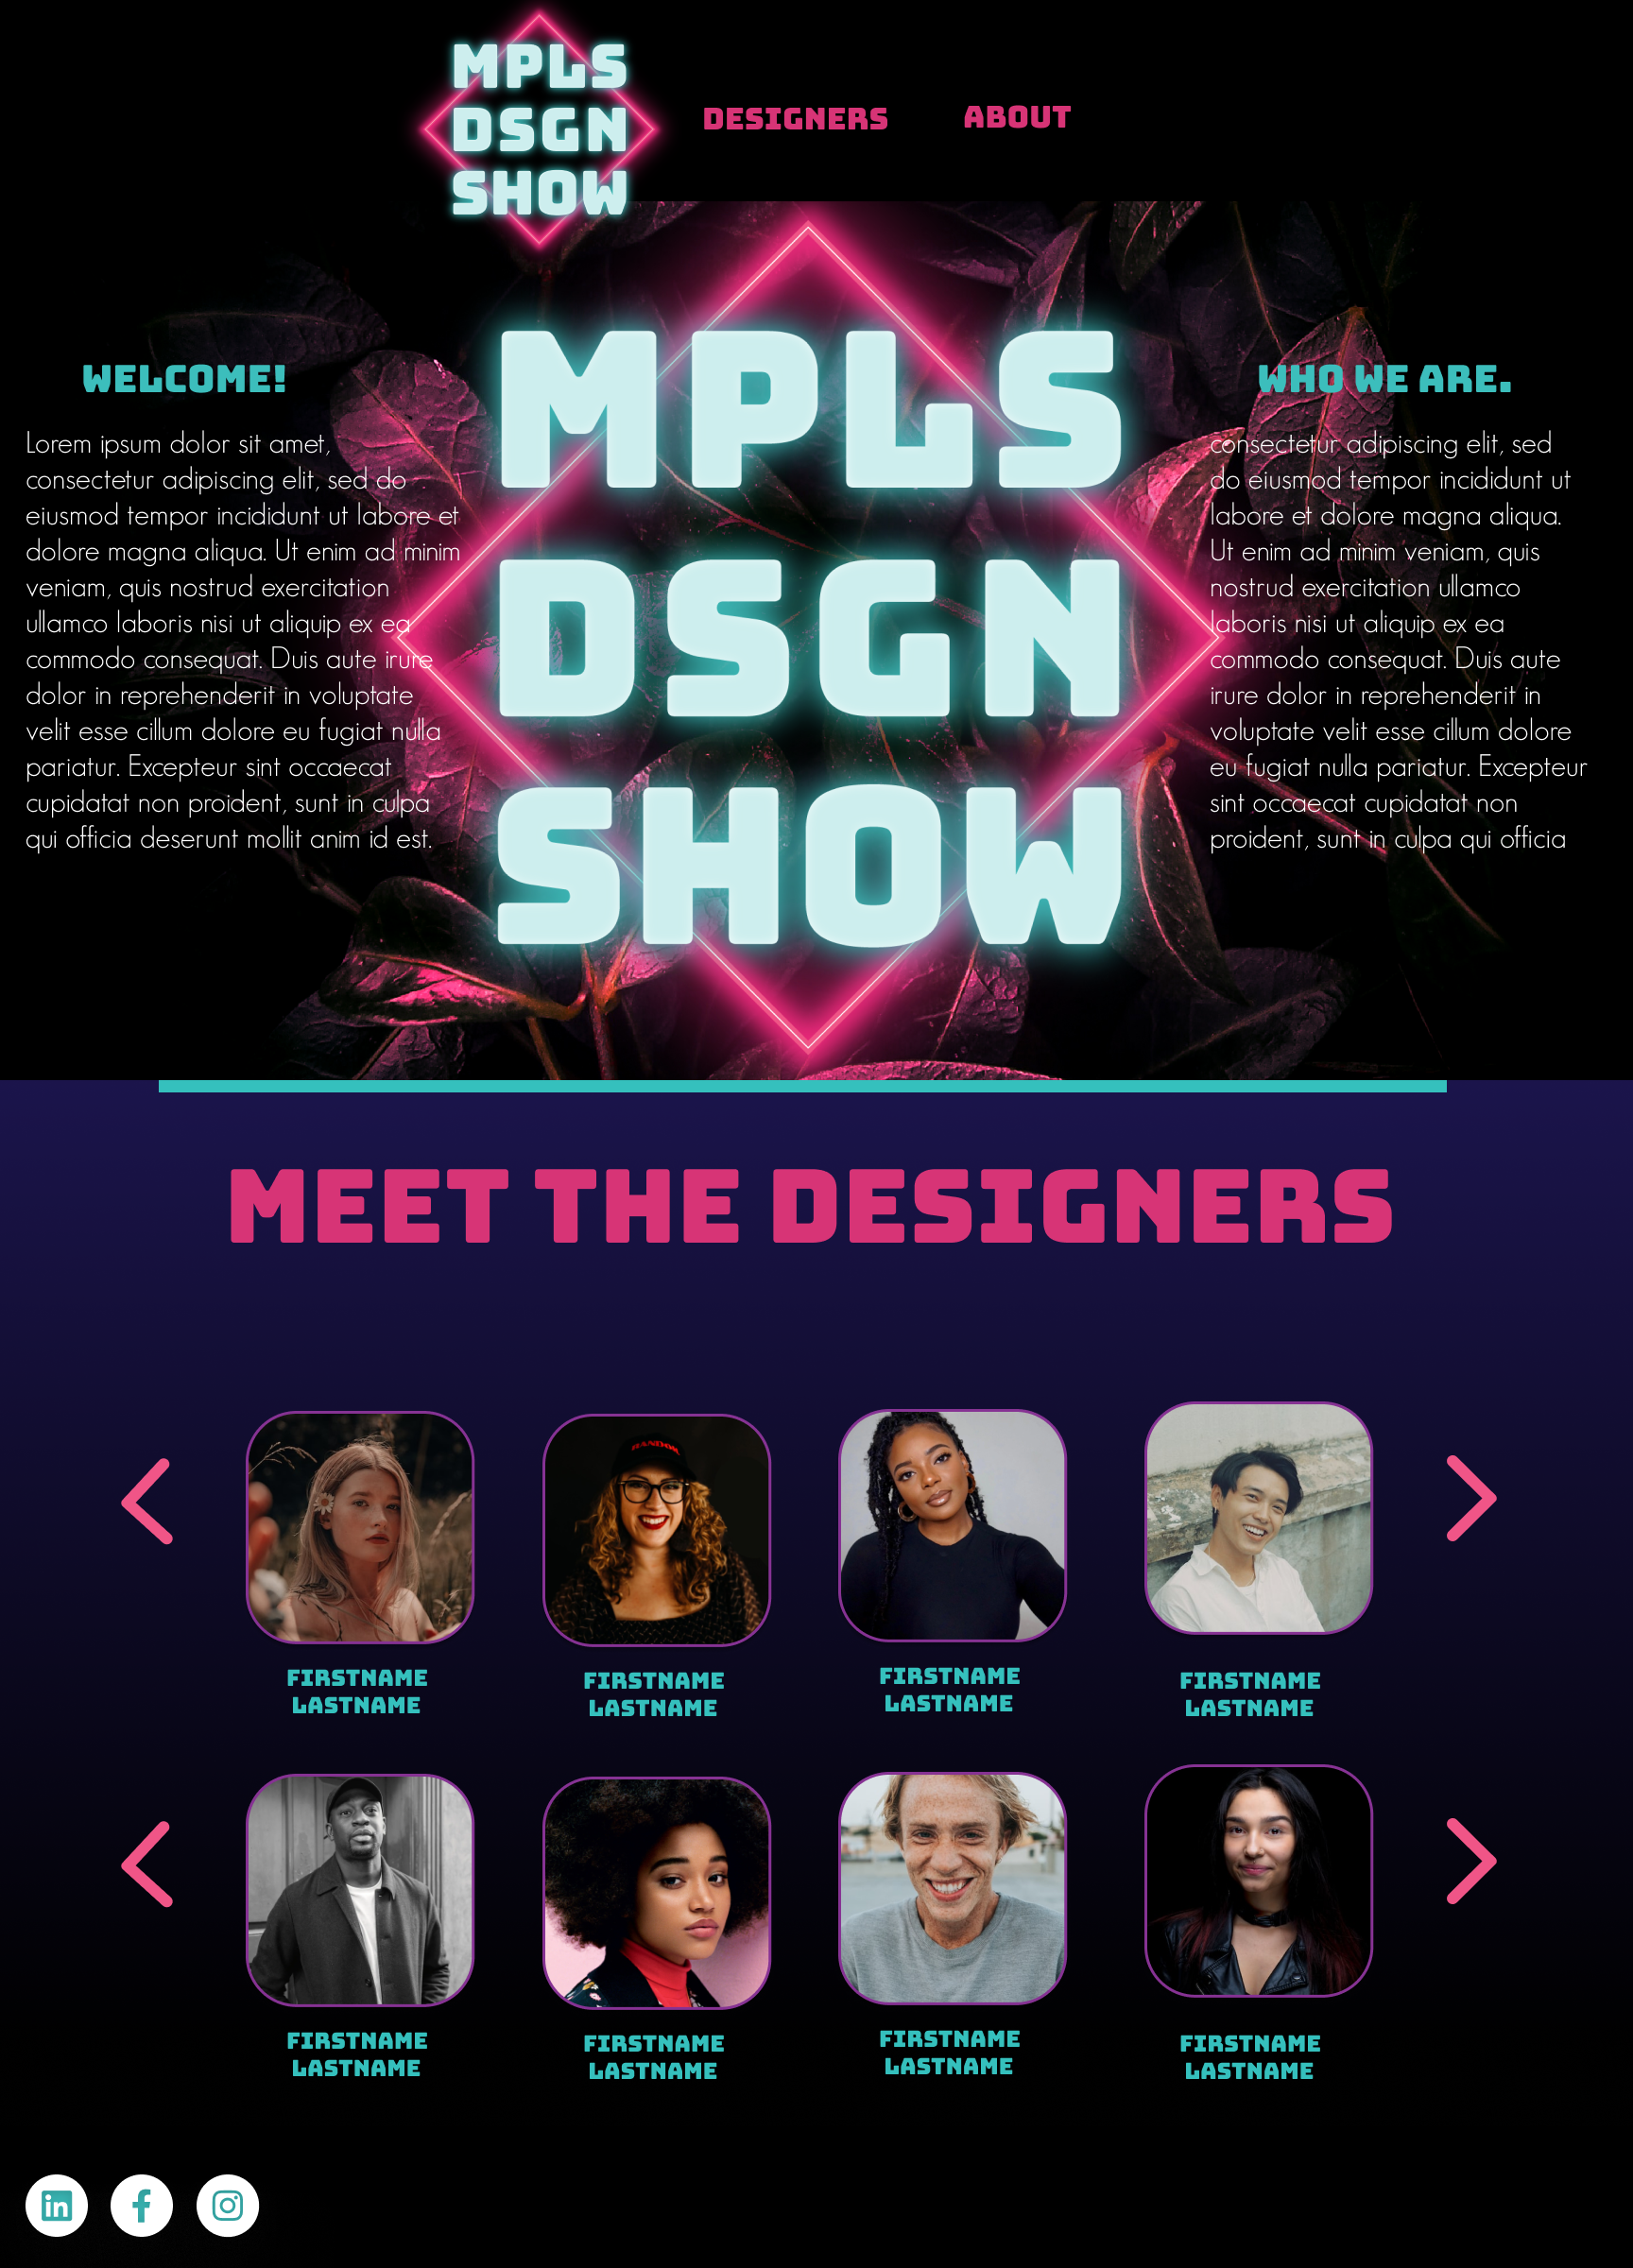 MPLS
DSGN
SHOW
DESIGNERS
ABOUT
MPLS
DSGN
SHOW
WELCOME!
Lorem ipsum dolor sit amet,
consectetur adipiscing elit, sed do
eiusmod tempor incididunt ut labore et
dolore magna aliqua. Ut enim ad minim
veniam, quis nostrud exercitation
ullamco laboris nisi ut aliquip ex ea
commodo consequat. Duis aute irure
dolor in reprehenderit in voluptate
velit esse cillum dolore eu fugiat nulla
pariatur. Excepteur sint occaecat
cupidatat non proident, sunt in culpa
qui officia deserunt mollit anim id est.
WHO WE ARE.
consectetur adipiscing elit, sed
do eiusmod tempor incididunt ut
labore et dolore magna aliqua.
Ut enim ad minim veniam, quis
nostrud exercitation ullamco
laboris nisi ut aliquip ex ea
commodo consequat. Duis aute
irure dolor in reprehenderit in
voluptate velit esse cillum dolore
eu fugiat nulla pariatur. Excepteur
sint occaecat cupidatat non
proident, sunt in culpa qui officia
MEET THE DESIGNERS
FIRSTNAME
LASTNAME
FIRSTNAME
LASTNAME
FIRSTNAME
LASTNAME
FIRSTNAME
LASTNAME
FIRSTNAME
LASTNAME
FIRSTNAME
LASTNAME
FIRSTNAME
LASTNAME
FIRSTNAME
LASTNAME
in
f